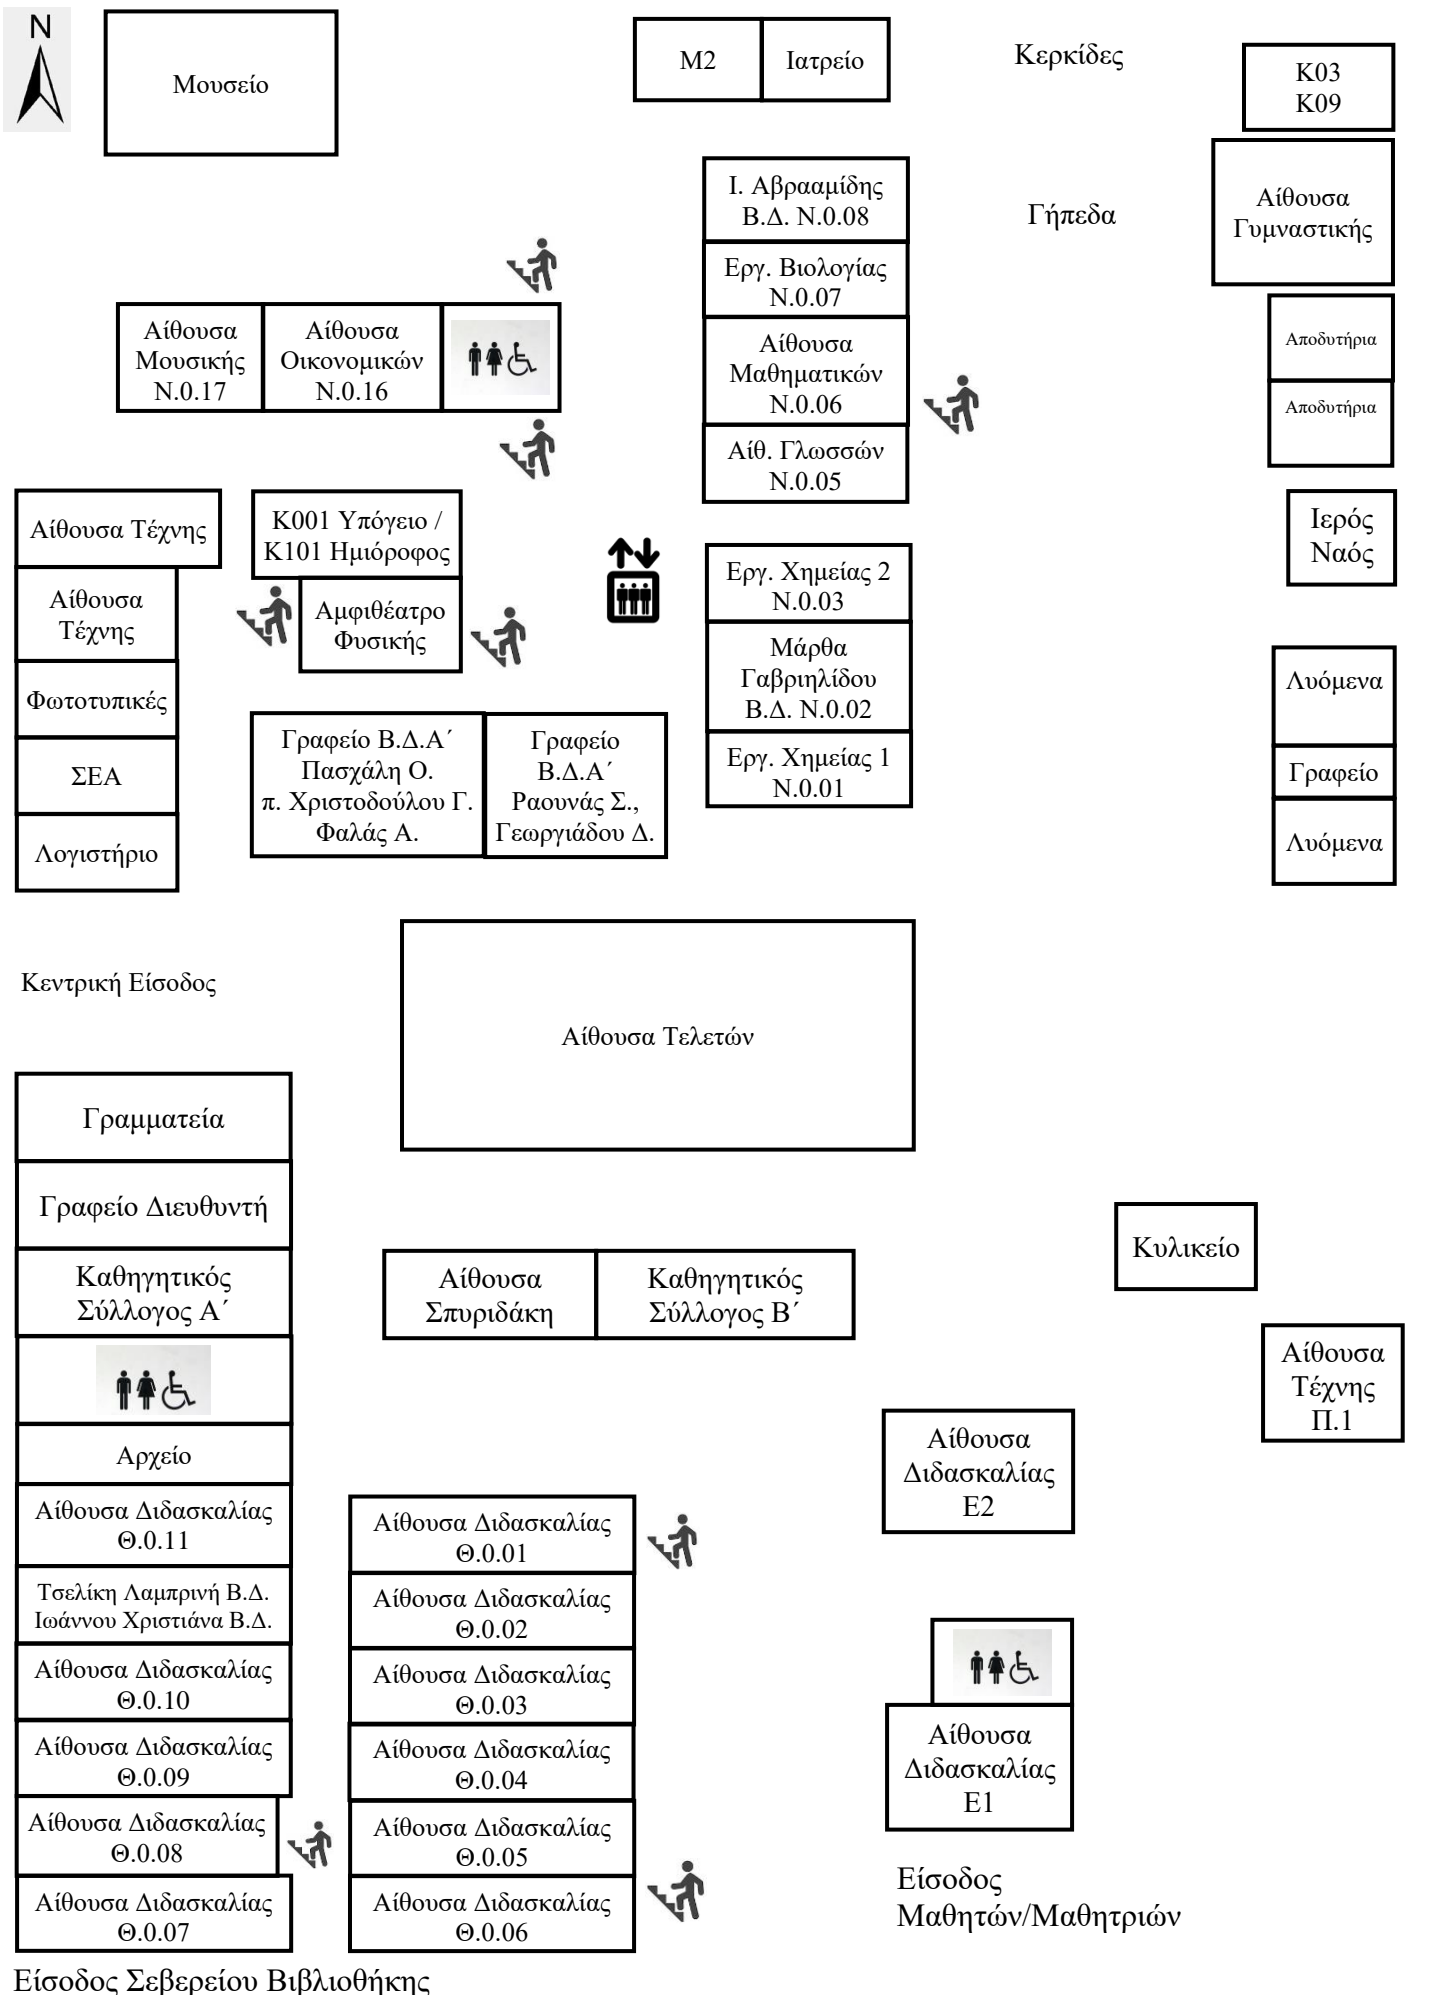 N
Μουσείο
Μ2
Ιατρείο
Κερκίδες
Κ03
Κ09
Ι. Αβρααμίδης
Β.Δ. Ν.0.08
Γήπεδα
Αίθουσα
Γυμναστικής
Εργ. Βιολογίας
Ν.0.07
Αίθουσα
Μουσικής
Ν.0.17
Αίθουσα
Οικονομικών
Ν.0.16
Αίθουσα
Μαθηματικών
Ν.0.06
Αποδυτήρια
Αποδυτήρια
Αίθ. Γλωσσών
Ν.0.05
Αίθουσα Τέχνης
Κ001 Υπόγειο /
Κ101 Ημιόροφος
Ιερός
Ναός
Αίθουσα
Τέχνης
Αμφιθέατρο
Φυσικής
Εργ. Χημείας 2
Ν.0.03
Μάρθα
Γαβριηλίδου
Β.Δ. Ν.0.02
Λυόμενα
Φωτοτυπικές
Γραφείο Β.Δ.Α΄
Πασχάλη Ο.
π. Χριστοδούλου Γ.
Φαλάς Α.
Γραφείο
Β.Δ.Α΄
Ραουνάς Σ.,
Γεωργιάδου Δ.
Εργ. Χημείας 1
Ν.0.01
ΣΕΑ
Γραφείο
Λογιστήριο
Λυόμενα
Κεντρική Είσοδος
Αίθουσα Τελετών
Γραμματεία
Γραφείο Διευθυντή
Καθηγητικός
Σύλλογος Α΄
Αίθουσα
Σπυριδάκη
Καθηγητικός
Σύλλογος Β΄
Κυλικείο
Αίθουσα
Τέχνης
Π.1
Αρχείο
Αίθουσα
Διδασκαλίας
Ε2
Αίθουσα Διδασκαλίας
Θ.0.11
Αίθουσα Διδασκαλίας
Θ.0.01
Τσελίκη Λαμπρινή Β.Δ.
Ιωάννου Χριστιάνα Β.Δ.
Αίθουσα Διδασκαλίας
Θ.0.02
Αίθουσα Διδασκαλίας
Θ.0.10
Αίθουσα Διδασκαλίας
Θ.0.03
Αίθουσα Διδασκαλίας
Θ.0.09
Αίθουσα Διδασκαλίας
Θ.0.04
Αίθουσα
Διδασκαλίας
Ε1
Αίθουσα Διδασκαλίας
Θ.0.08
Αίθουσα Διδασκαλίας
Θ.0.05
Αίθουσα Διδασκαλίας
Θ.0.07
Αίθουσα Διδασκαλίας
Θ.0.06
Είσοδος
Μαθητών/Μαθητριών
Είσοδος Σεβερείου Βιβλιοθήκης